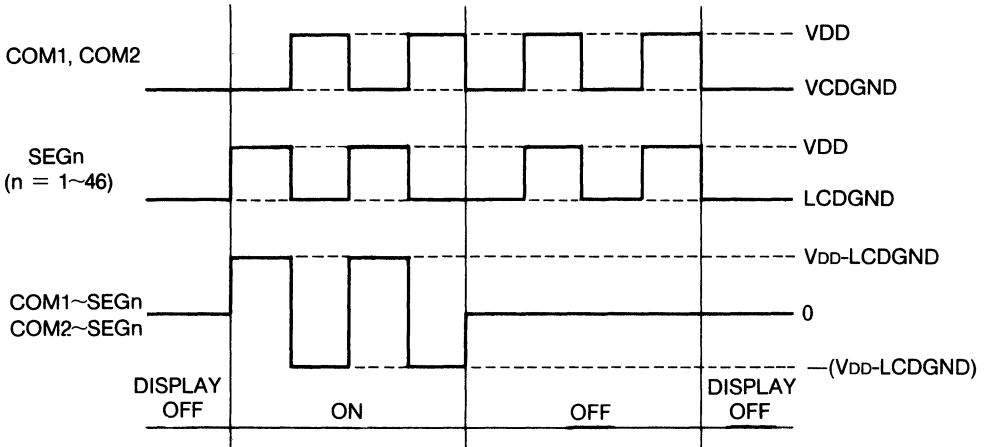 COM1, COM2
VDD
VCDGND
SEGn
(n = 1~46)
VDD
LCDGND
COM1~SEGn
COM2~SEGn
VDD-LCDGND
0
—(VDD-LCDGND)
DISPLAY
OFF
ON
OFF
DISPLAY
OFF